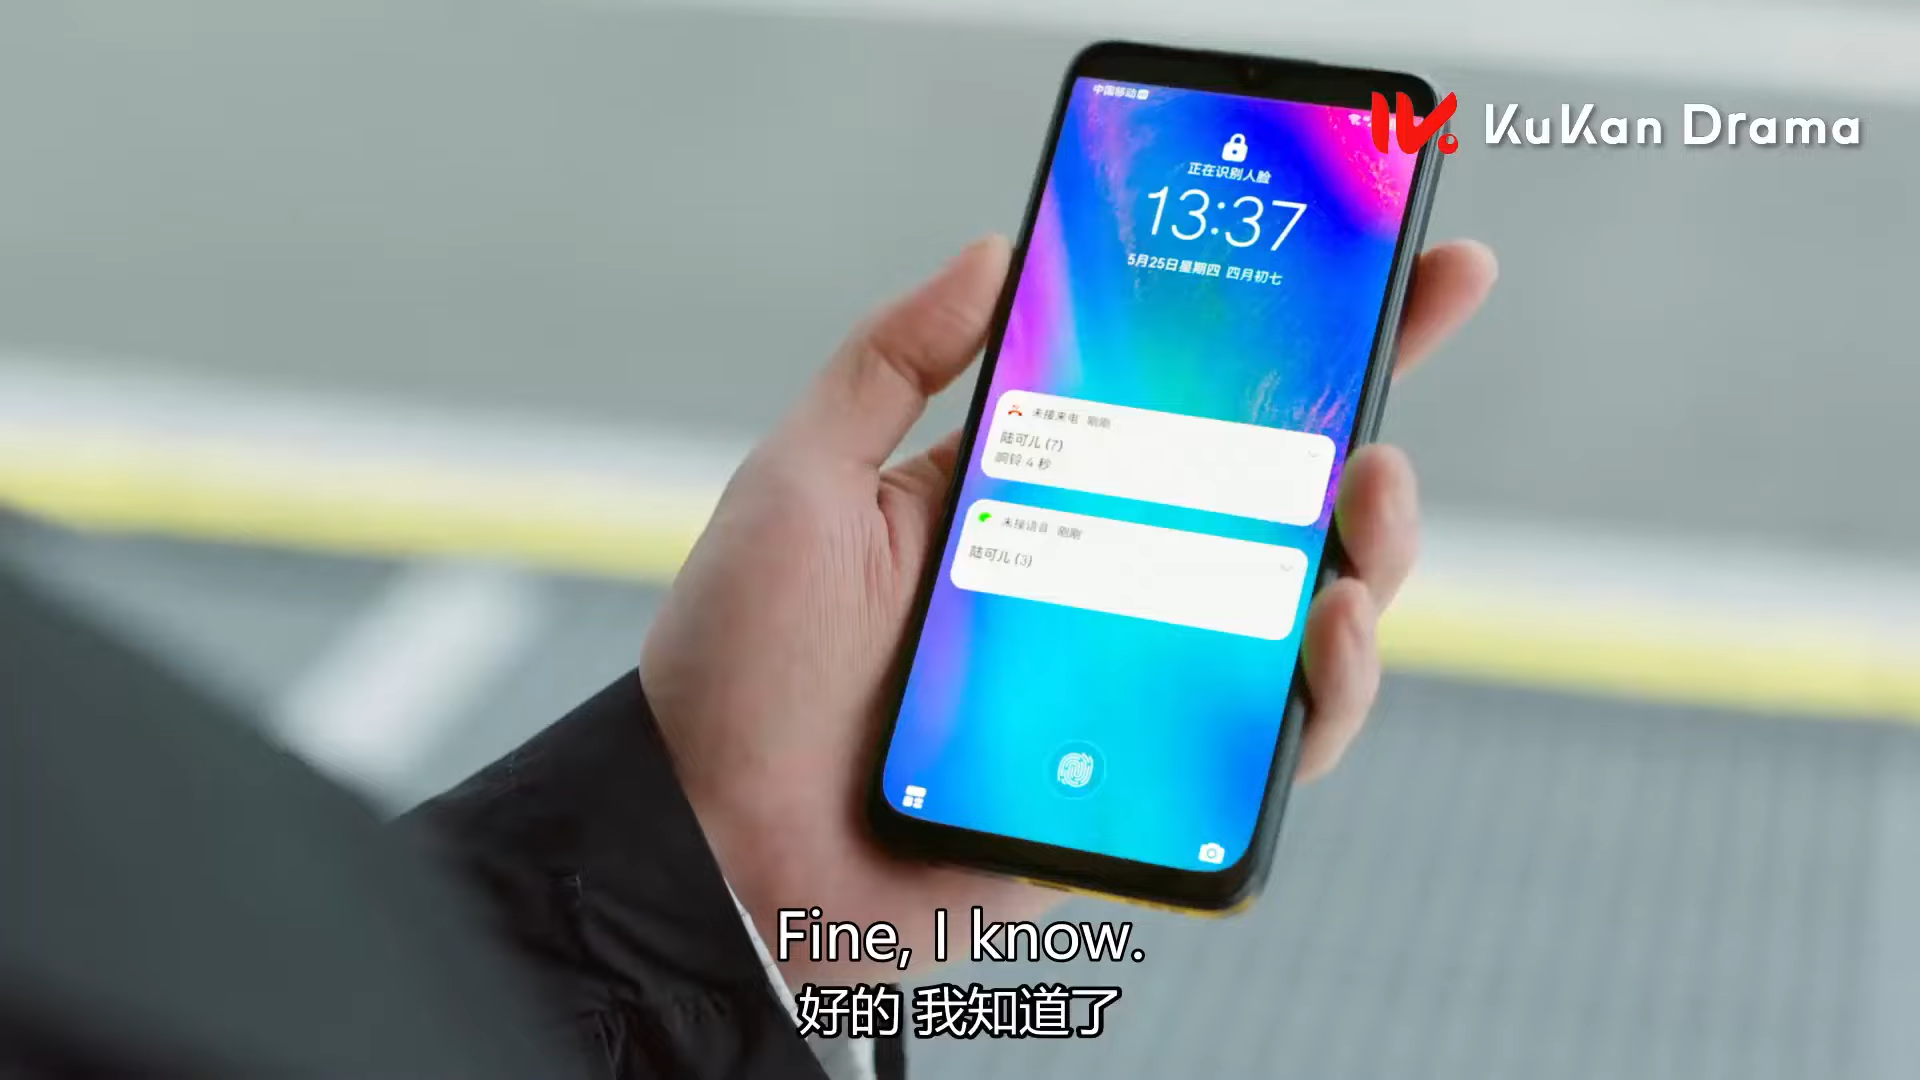 KuKan Drama
中国移动
正在识别人脸
13:37
5月25日星期四 四月初七
未接来电 刚刚
陆可儿 (7)
响铃 4 秒
未接语音 刚刚
陆可儿 (3)
Fine, I know.
好的 我知道了